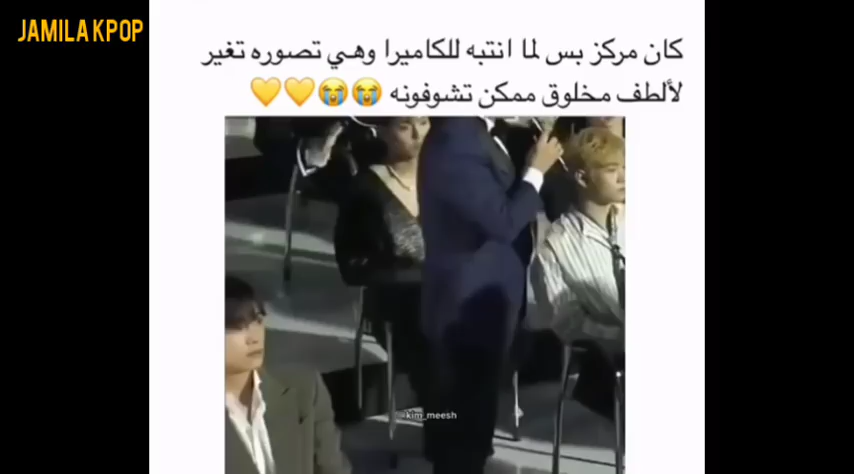 JAMILA KPOP
كان مركز بس لما انتبه للكاميرا وهي تصوره تغير
لألطف مخلوق ممكن تشوفونه 😭😭💛💛
@kim_meesh